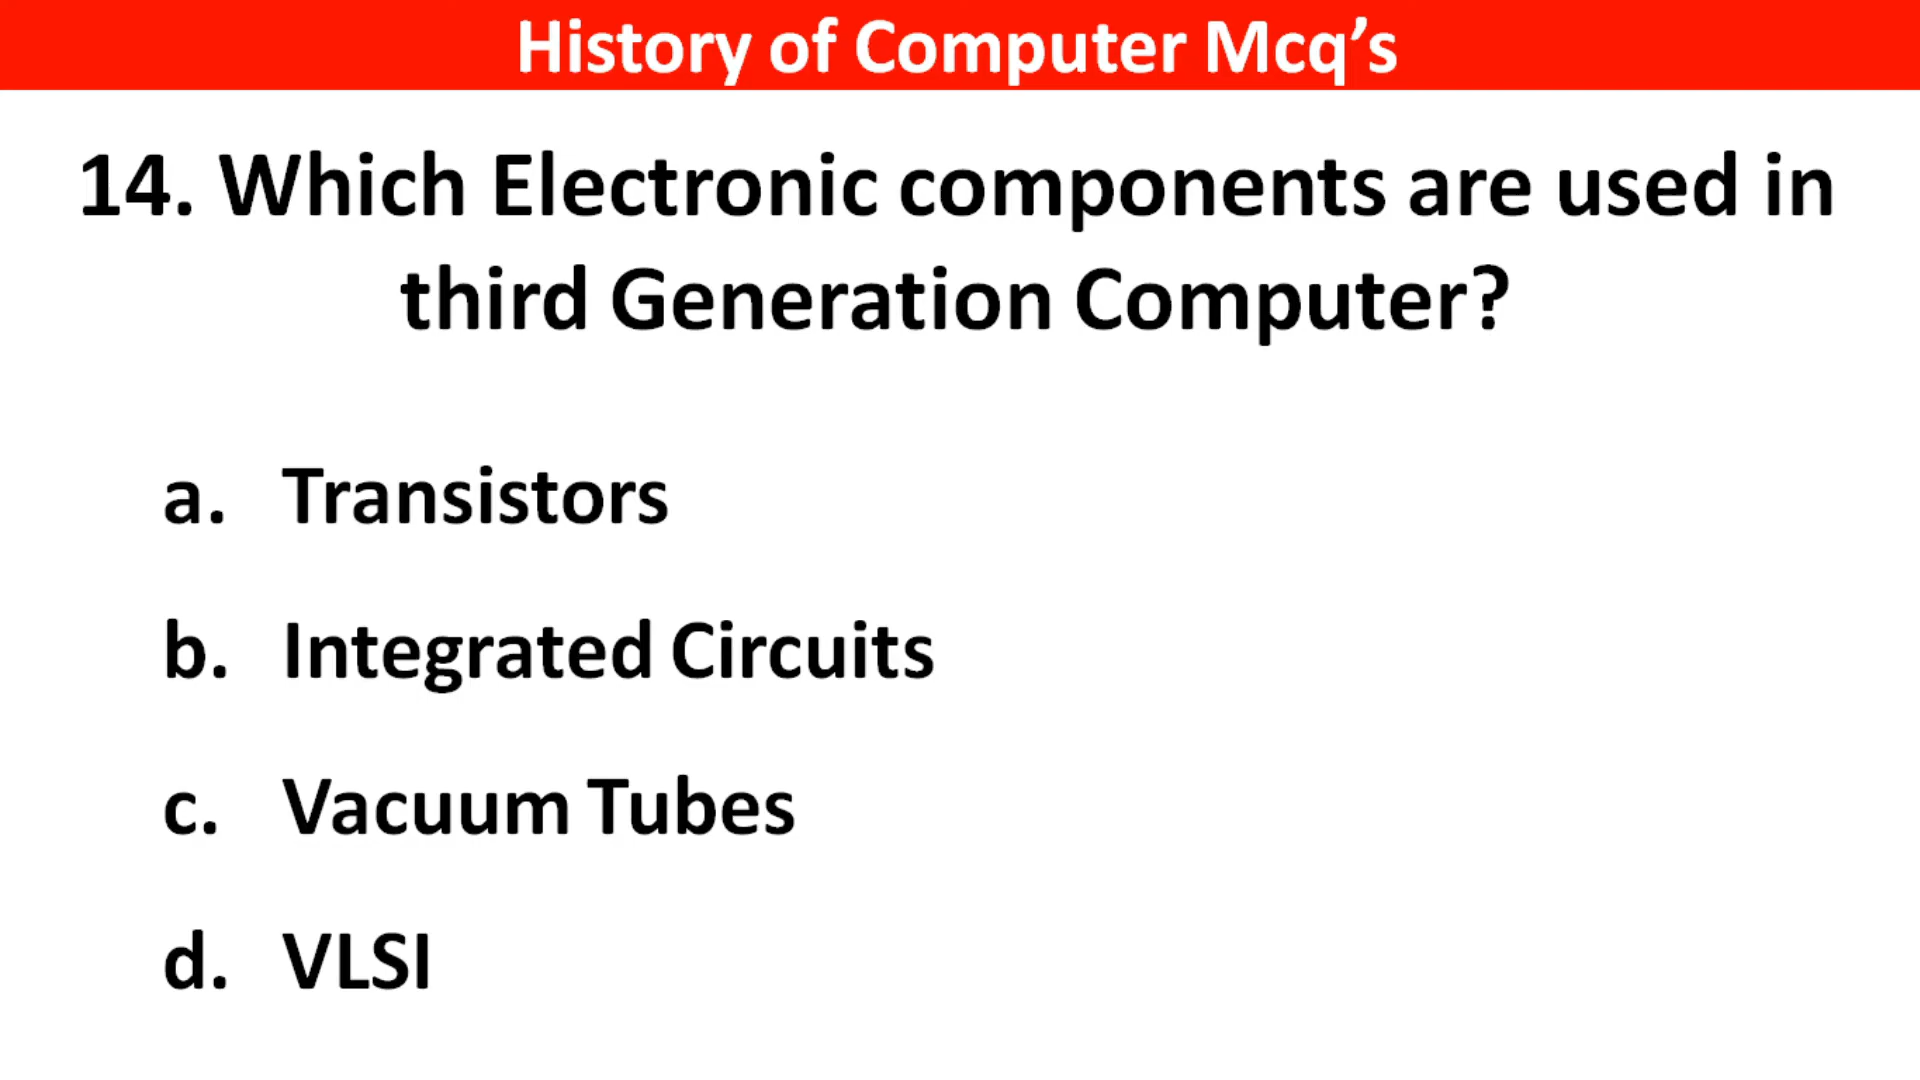 History of Computer Mcq’s
14. Which Electronic components are used in
third Generation Computer?
a. Transistors
b. Integrated Circuits
c. Vacuum Tubes
d. VLSI